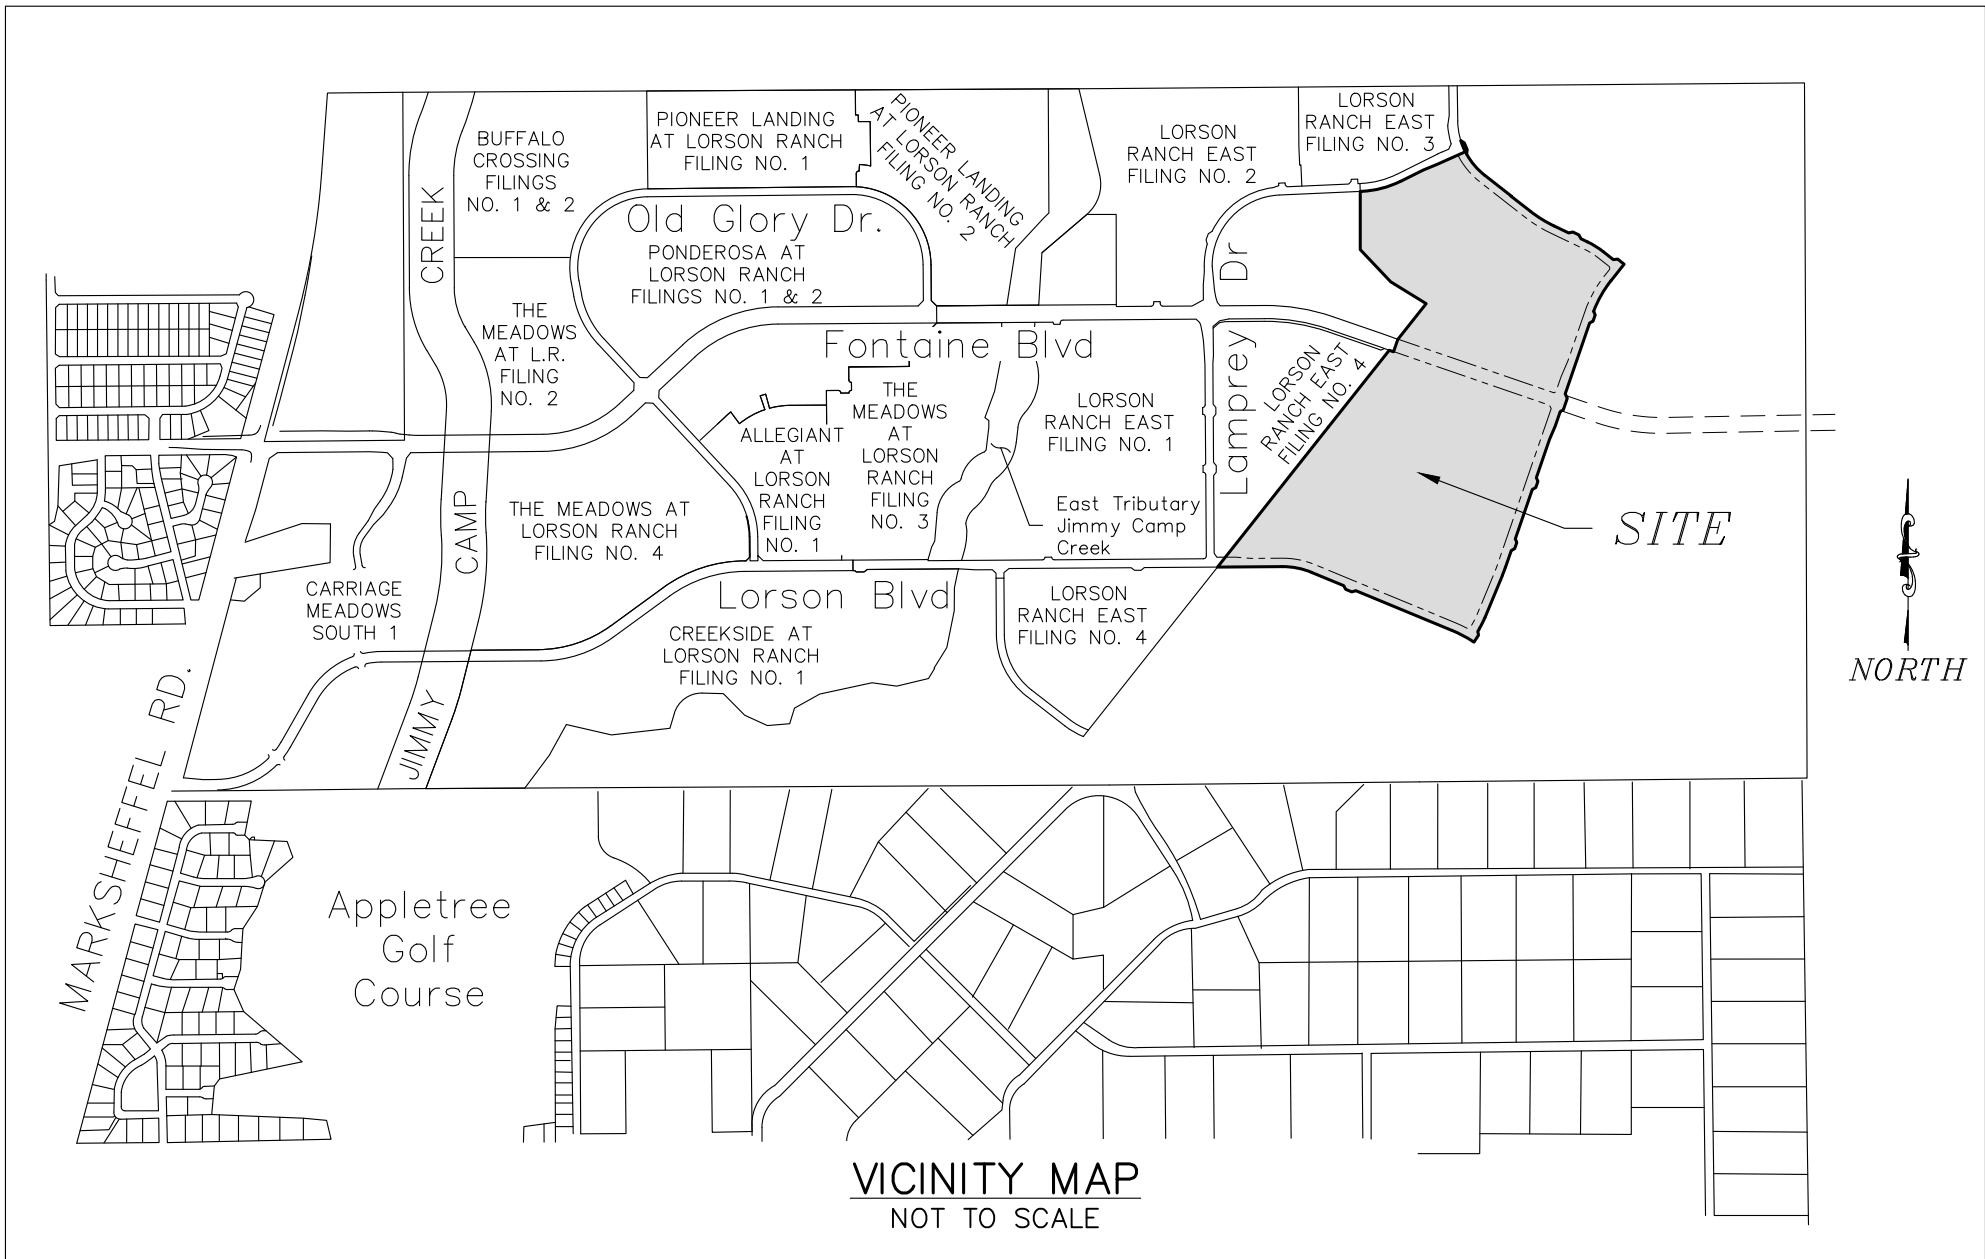 BUFFALO
CROSSING
FILINGS
NO. 1 & 2
PIONEER LANDING
AT LORSON RANCH
FILING NO. 1
PIONEER LANDING
AT LORSON RANCH
FILING NO. 2
LORSON
RANCH EAST
FILING NO. 2
LORSON
RANCH EAST
FILING NO. 3
Old Glory Dr.
PONDEROSA AT
LORSON RANCH
FILINGS NO. 1 & 2
THE
MEADOWS
AT L.R.
FILING
NO. 2
Fontaine Blvd
Lamprey Dr
LORSON
RANCH EAST
FILING NO. 4
ALLEGIANT
AT
LORSON
RANCH
FILING
NO. 1
THE
MEADOWS
AT
LORSON
RANCH
FILING
NO. 3
LORSON
RANCH EAST
FILING NO. 1
East Tributary
Jimmy Camp
Creek
SITE
THE MEADOWS AT
LORSON RANCH
FILING NO. 4
JIMMY CAMP CREEK
CARRIAGE
MEADOWS
SOUTH 1
Lorson Blvd
CREEKSIDE AT
LORSON RANCH
FILING NO. 1
LORSON
RANCH EAST
FILING NO. 4
NORTH
MARKSHEFFEL RD.
Appletree
Golf
Course
VICINITY MAP
NOT TO SCALE